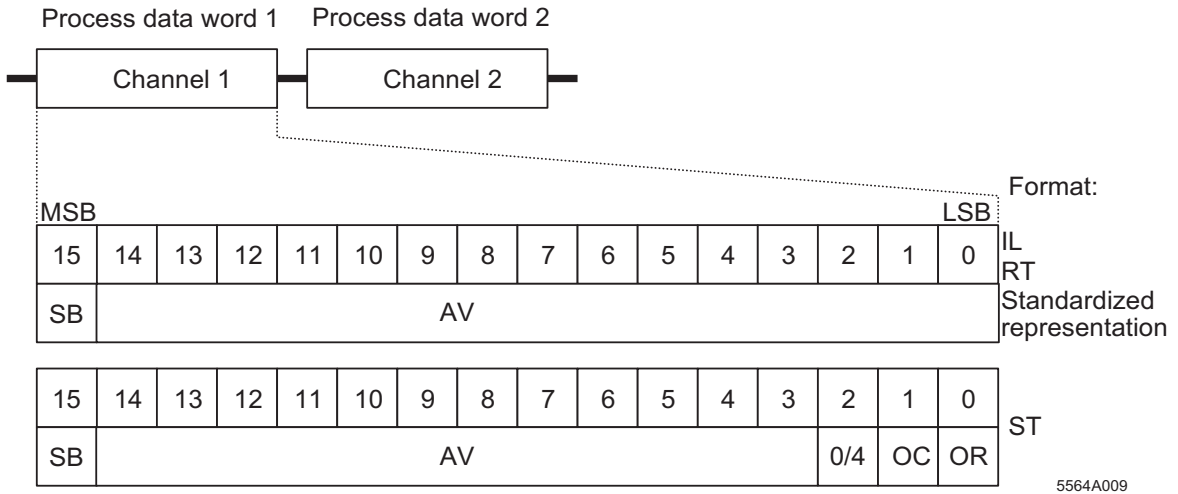 Process data word 1 Process data word 2
Channel 1 Channel 2
Format:
MSB LSB
15 14 13 12 11 10 9 8 7 6 5 4 3 2 1 0 IL
RT
SB AV Standardized
representation
15 14 13 12 11 10 9 8 7 6 5 4 3 2 1 0
ST
SB AV 0/4 OC OR
5564A009